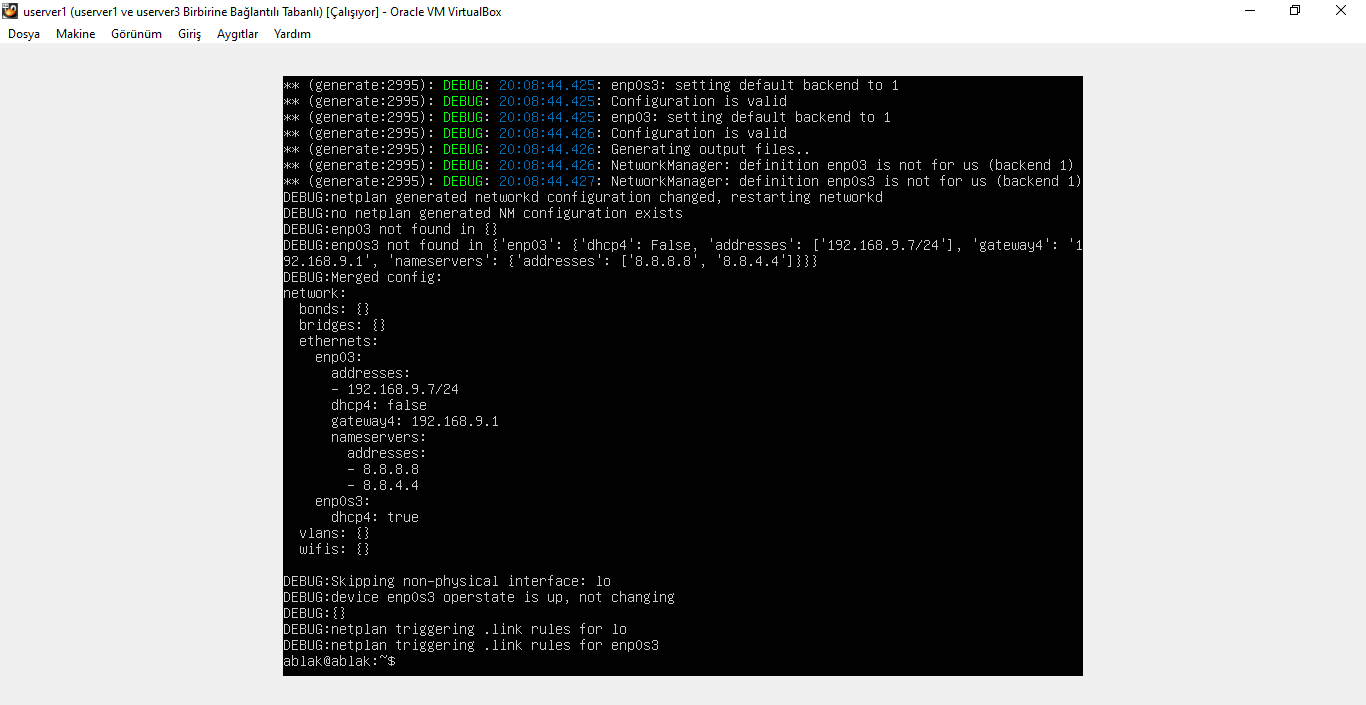 userver1 (userver1 ve userver3 Birbirine Bağlantılı Tabanlı) [Çalışıyor] - Oracle VM VirtualBox
Dosya Makine Görünüm Giriş Aygıtlar Yardım
** (generate:2995): DEBUG: 20:08:44.425: enp0s3: setting default backend to 1
** (generate:2995): DEBUG: 20:08:44.425: Configuration is valid
** (generate:2995): DEBUG: 20:08:44.425: enp03: setting default backend to 1
** (generate:2995): DEBUG: 20:08:44.426: Configuration is valid
** (generate:2995): DEBUG: 20:08:44.426: Generating output files..
** (generate:2995): DEBUG: 20:08:44.426: NetworkManager: definition enp03 is not for us (backend 1)
** (generate:2995): DEBUG: 20:08:44.427: NetworkManager: definition enp0s3 is not for us (backend 1)
DEBUG:netplan generated networkd configuration changed, restarting networkd
DEBUG:no netplan generated NM configuration exists
DEBUG:enp03 not found in {}
DEBUG:enp0s3 not found in {'enp03': {'dhcp4': False, 'addresses': ['192.168.9.7/24'], 'gateway4': '1
92.168.9.1', 'nameservers': {'addresses': ['8.8.8.8', '8.8.4.4']}}}
DEBUG:Merged config:
network:
  bonds: {}
  bridges: {}
  ethernets:
    enp03:
      addresses:
      - 192.168.9.7/24
      dhcp4: false
      gateway4: 192.168.9.1
      nameservers:
        addresses:
        - 8.8.8.8
        - 8.8.4.4
    enp0s3:
      dhcp4: true
  vlans: {}
  wifis: {}
DEBUG:Skipping non-physical interface: lo
DEBUG:device enp0s3 operstate is up, not changing
DEBUG:{}
DEBUG:netplan triggering .link rules for lo
DEBUG:netplan triggering .link rules for enp0s3
ablak@ablak:~$